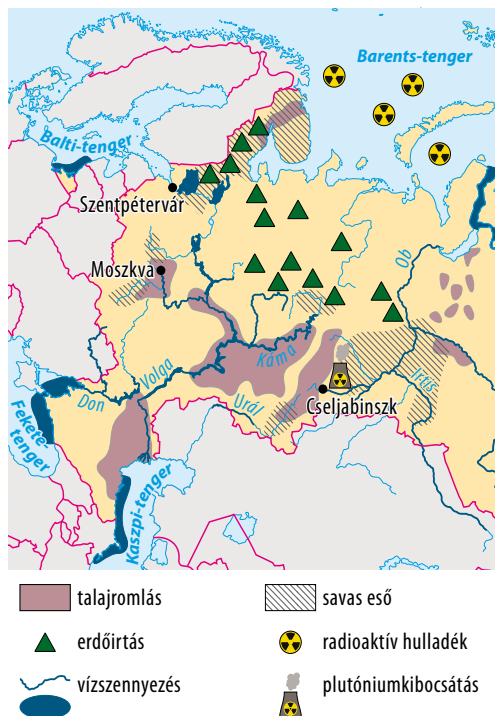 Barents-tenger
Balti-tenger
Szentpétervár
Moszkva
Ob
Káma
Volga
Don
Irtis
Urál
Cseljabinszk
Fekete-
tenger
Kaszpi-tenger
talajromlás
savas eső
erdőirtás
radioaktív hulladék
vízszennyezés
plutóniumkibocsátás